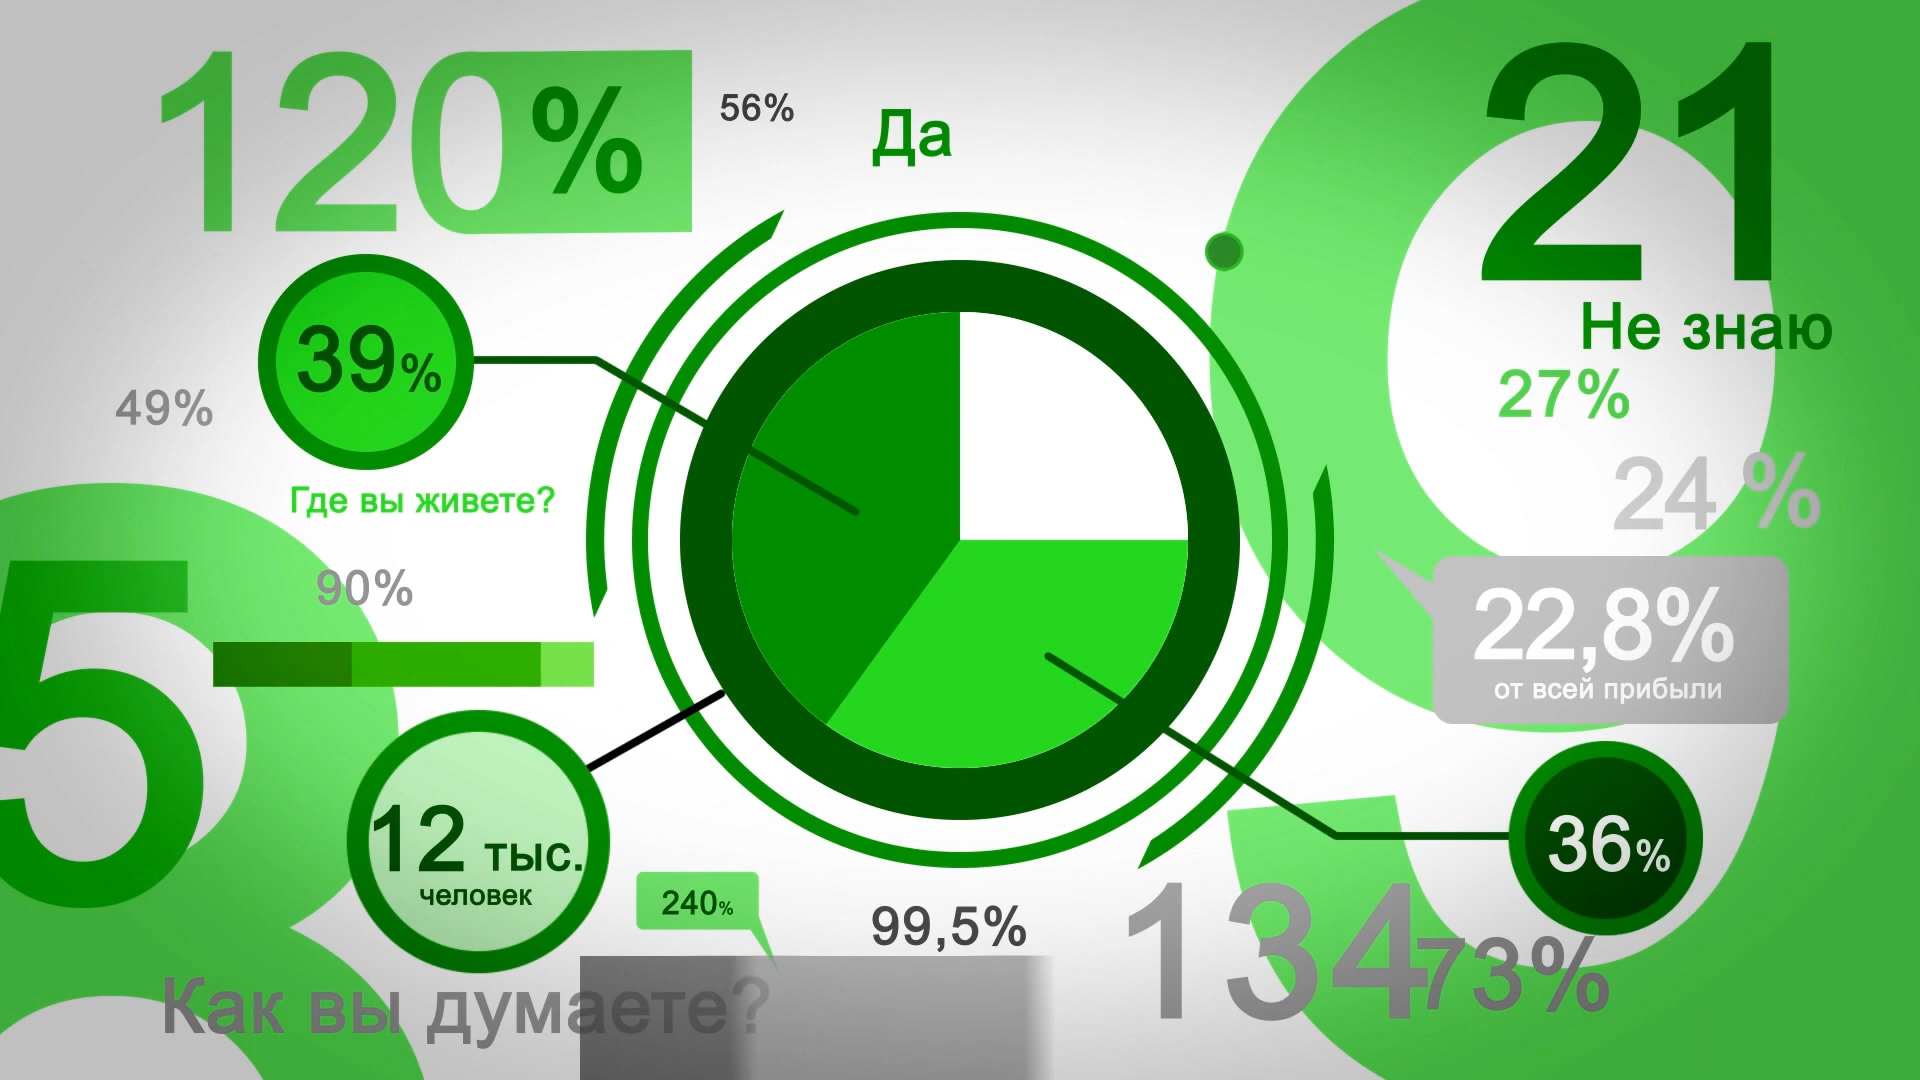 120%
56%
Да
21
Не знаю
39%
27%
49%
24 %
Где вы живете?
90%
22,8%
от всей прибыли
5
12 тыс.
человек
36%
240%
99,5%
134
73%
Как вы думаете?